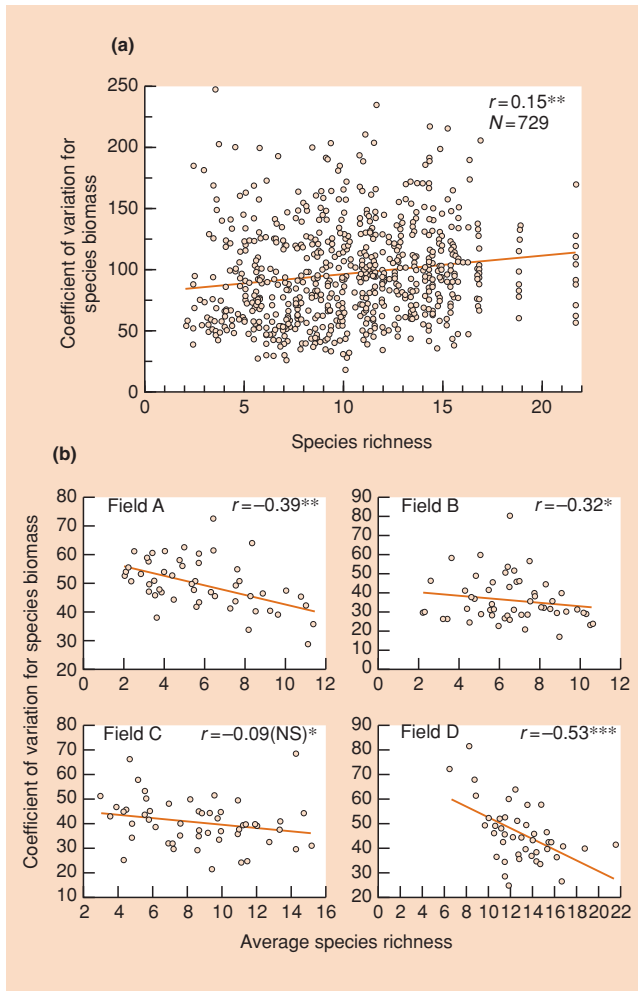 (a)
250
200
150
100
50
0
Coefficient of variation for
species biomass
r=0.15**
N=729
0 5 10 15 20
Species richness
(b)
Coefficient of variation for species biomass
Field A r=–0.39**
80
70
60
50
40
30
20
0 2 4 6 8 10 12
Field B r=–0.32*
90
80
70
60
50
40
30
20
10
0
0 2 4 6 8 10 12
Field C r=–0.09(NS)*
80
70
60
50
40
30
20
10
2 4 6 8 10 12 14 16
Field D r=–0.53***
90
80
70
60
50
40
30
20
0 2 4 6 8 10 12 14 16 18 20 22
Average species richness